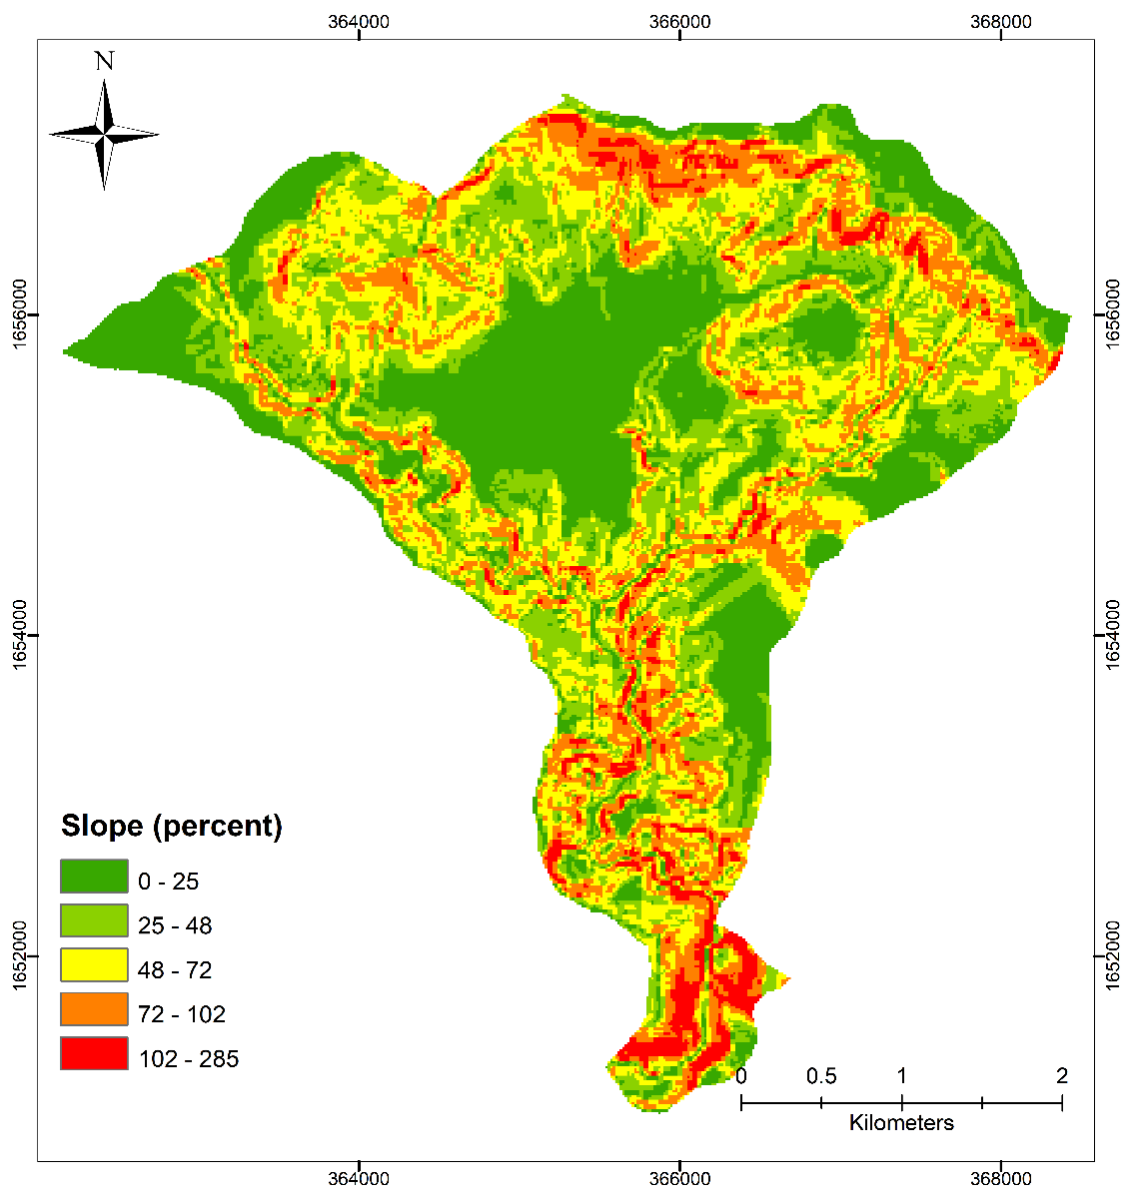 364000 366000 368000
N
1656000 1656000
1654000 1654000
Slope (percent)
0 - 25
25 - 48
48 - 72
72 - 102
102 - 285
1652000 1652000
0 0.5 1 2
Kilometers
364000 366000 368000